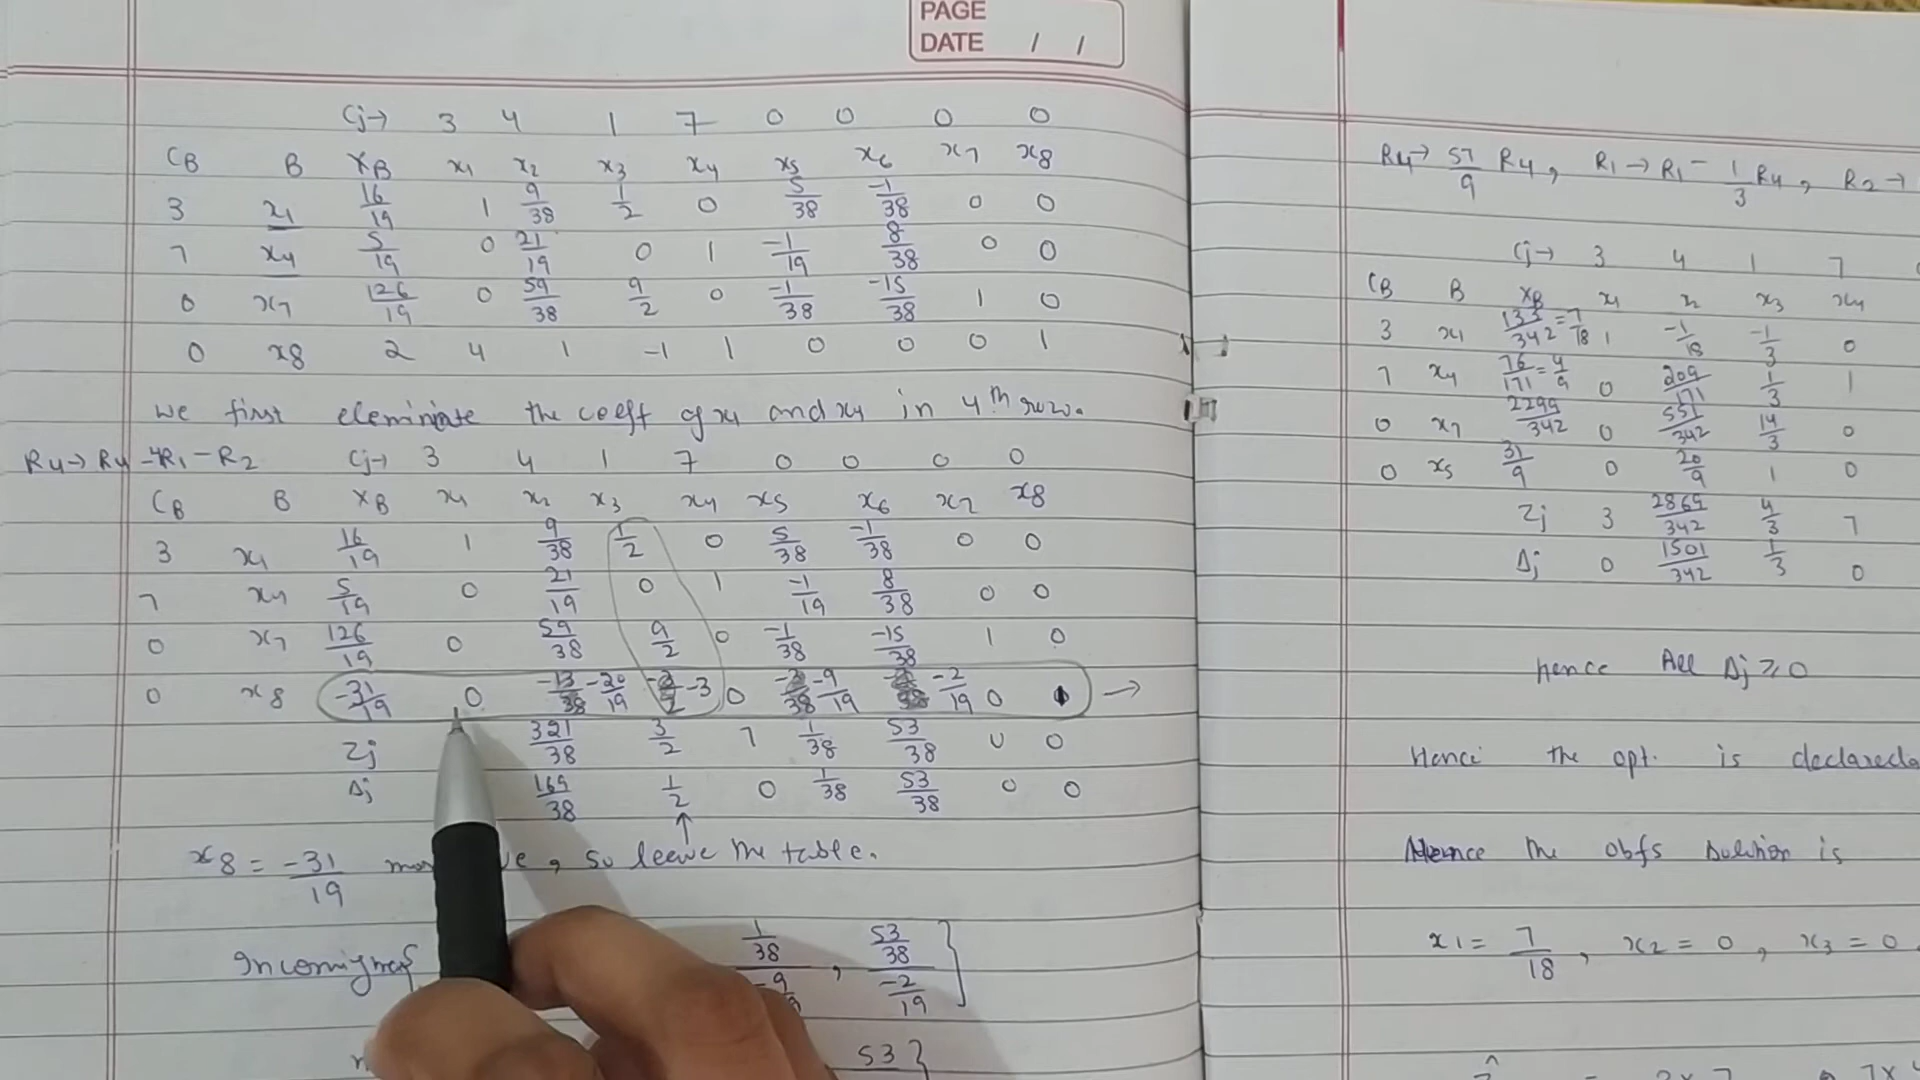 PAGE
DATE / /
Cj→ 3 4 1 7 0 0 0 0
CB B XB x1 x2 x3 x4 x5 x6 x7 x8
3 x1 16/19 1 9/38 1/2 0 5/38 -1/38 0 0
7 x4 5/19 0 21/19 0 1 -1/19 8/38 0 0
0 x7 126/19 0 59/38 9/2 0 -1/38 -15/38 1 0
0 x8 2 4 1 -1 1 0 0 0 1
we first eleminiate the coeff of x1 and x4 in 4th row.
R4→R4-4R1-R2 Cj→ 3 4 1 7 0 0 0 0
CB B XB x1 x2 x3 x4 x5 x6 x7 x8
3 x1 16/19 1 9/38 1/2 0 5/38 -1/38 0 0
7 x4 5/19 0 21/19 0 1 -1/19 8/38 0 0
0 x7 126/19 0 59/38 9/2 0 -1/38 -15/38 1 0
0 x8 -31/19 0 -20/19 -3 0 -9/19 -2/19 0 1 →
Zj 321/38 3/2 7 1/38 53/38 0 0
Δj 169/38 1/2 0 1/38 53/38 0 0
x8 = -31/19 ve, so leave the table.
1/38 , 53/38 / -2/19 }
53 }
R4→ 57/9 R4, R1→R1- 1/3 R4, R2→
Cj→ 3 4 1 7
CB B XB x1 x2 x3 x4
3 x1 133/342 = 7/18 1 -1/18 -1/3 0
7 x4 76/171 = 4/9 0 209/171 1/3 1
0 x7 2299/342 0 551/342 14/3 0
0 x5 31/9 0 20/9 1 0
Zj 3 2869/342 4/3 7
Δj 0 1501/342 1/3 0
hence All Δj ≥ 0
Hence the opt. is
Hence the obfs solution is
x1 = 7/18, x2 = 0, x3 = 0